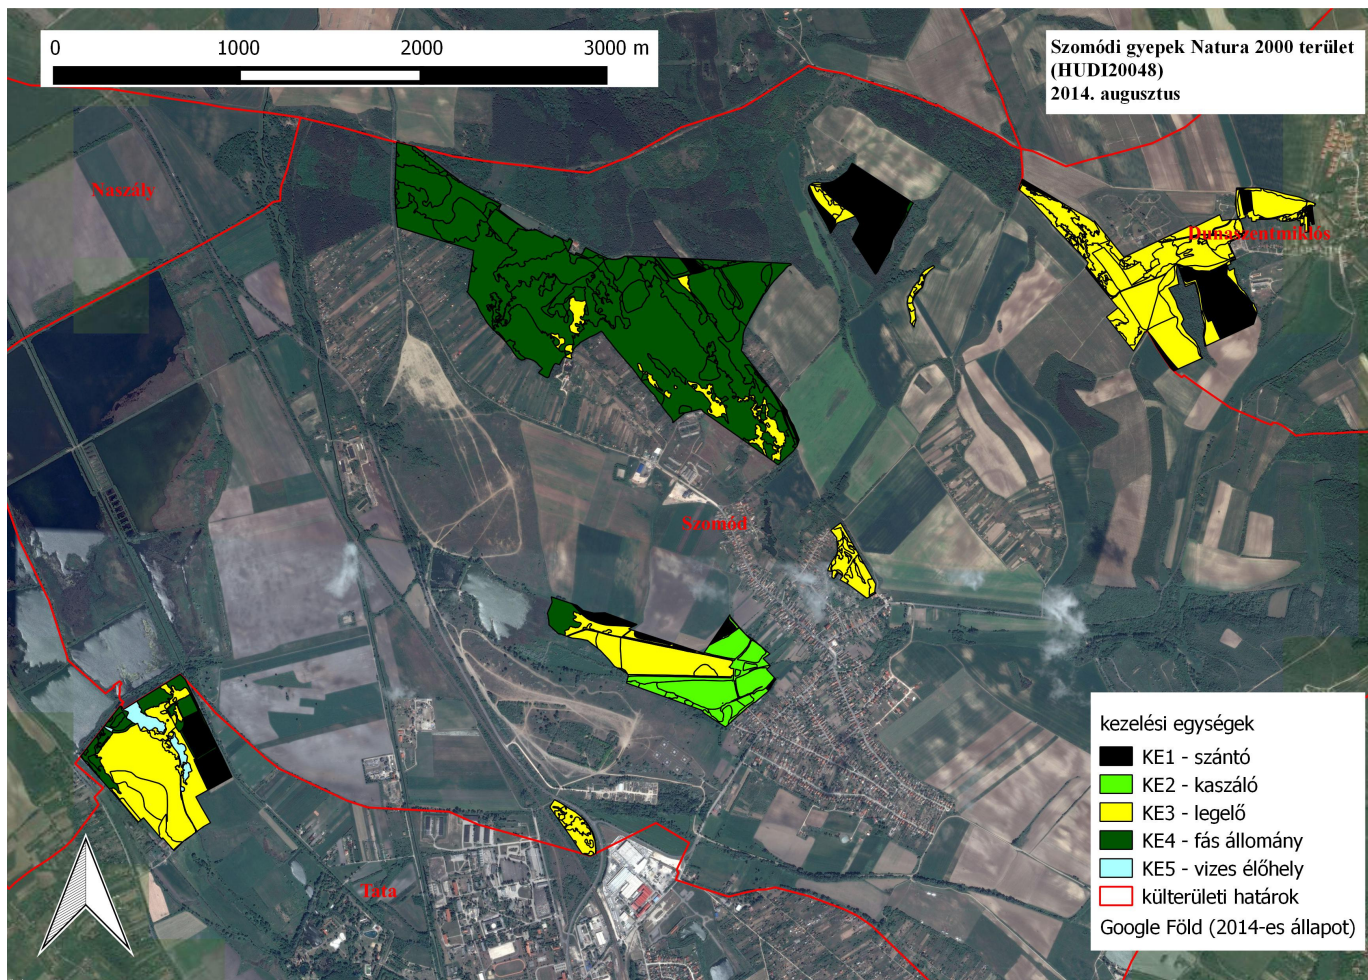 0 1000 2000 3000 m
Szomódi gyepek Natura 2000 terület
(HUDI20048)
2014. augusztus
Naszály
Dunaszentmiklós
Szomód
Tata
kezelési egységek
KE1 - szántó
KE2 - kaszáló
KE3 - legelő
KE4 - fás állomány
KE5 - vizes élőhely
külterületi határok
Google Föld (2014-es állapot)